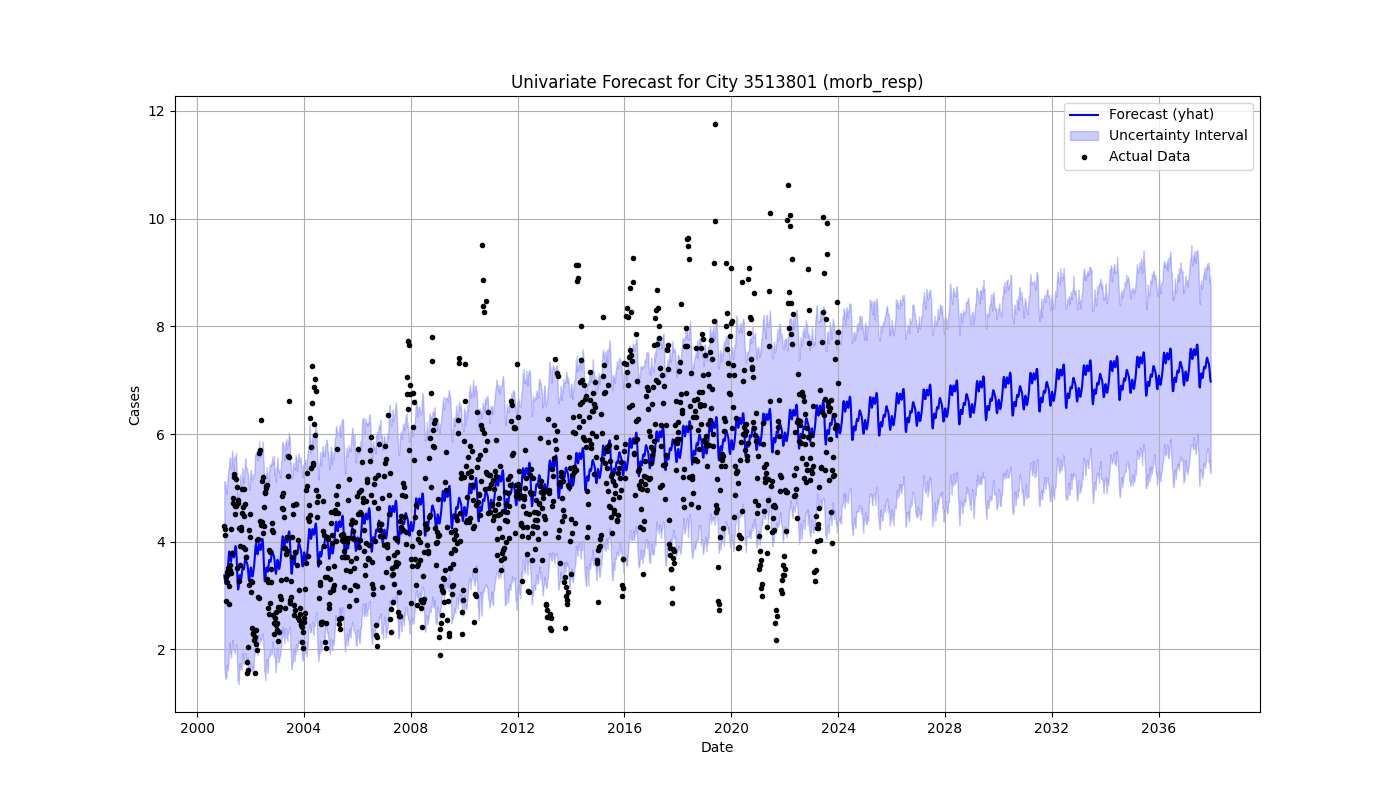 Univariate Forecast for City 3513801 (morb_resp)
Forecast (yhat)
Uncertainty Interval
Actual Data
12
10
8
6
4
2
Cases
2000 2004 2008 2012 2016 2020 2024 2028 2032 2036
Date